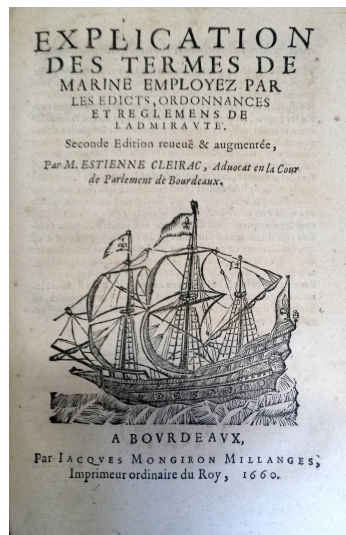 EXPLICATION
DES TERMES DE
MARINE EMPLOYEZ PAR
LES EDICTS, ORDONNANCES
ET REGLEMENS DE
L'ADMIRAVTE'.
Seconde Edition reueuë & augmentée,
Par M. ESTIENNE CLEIRAC, Aduocat en la Cour
de Parlement de Bourdeaux.
A BOVRDEAVX,
Par IACQVES MONGIRON MILLANGES,
Imprimeur ordinaire du Roy, 1660.